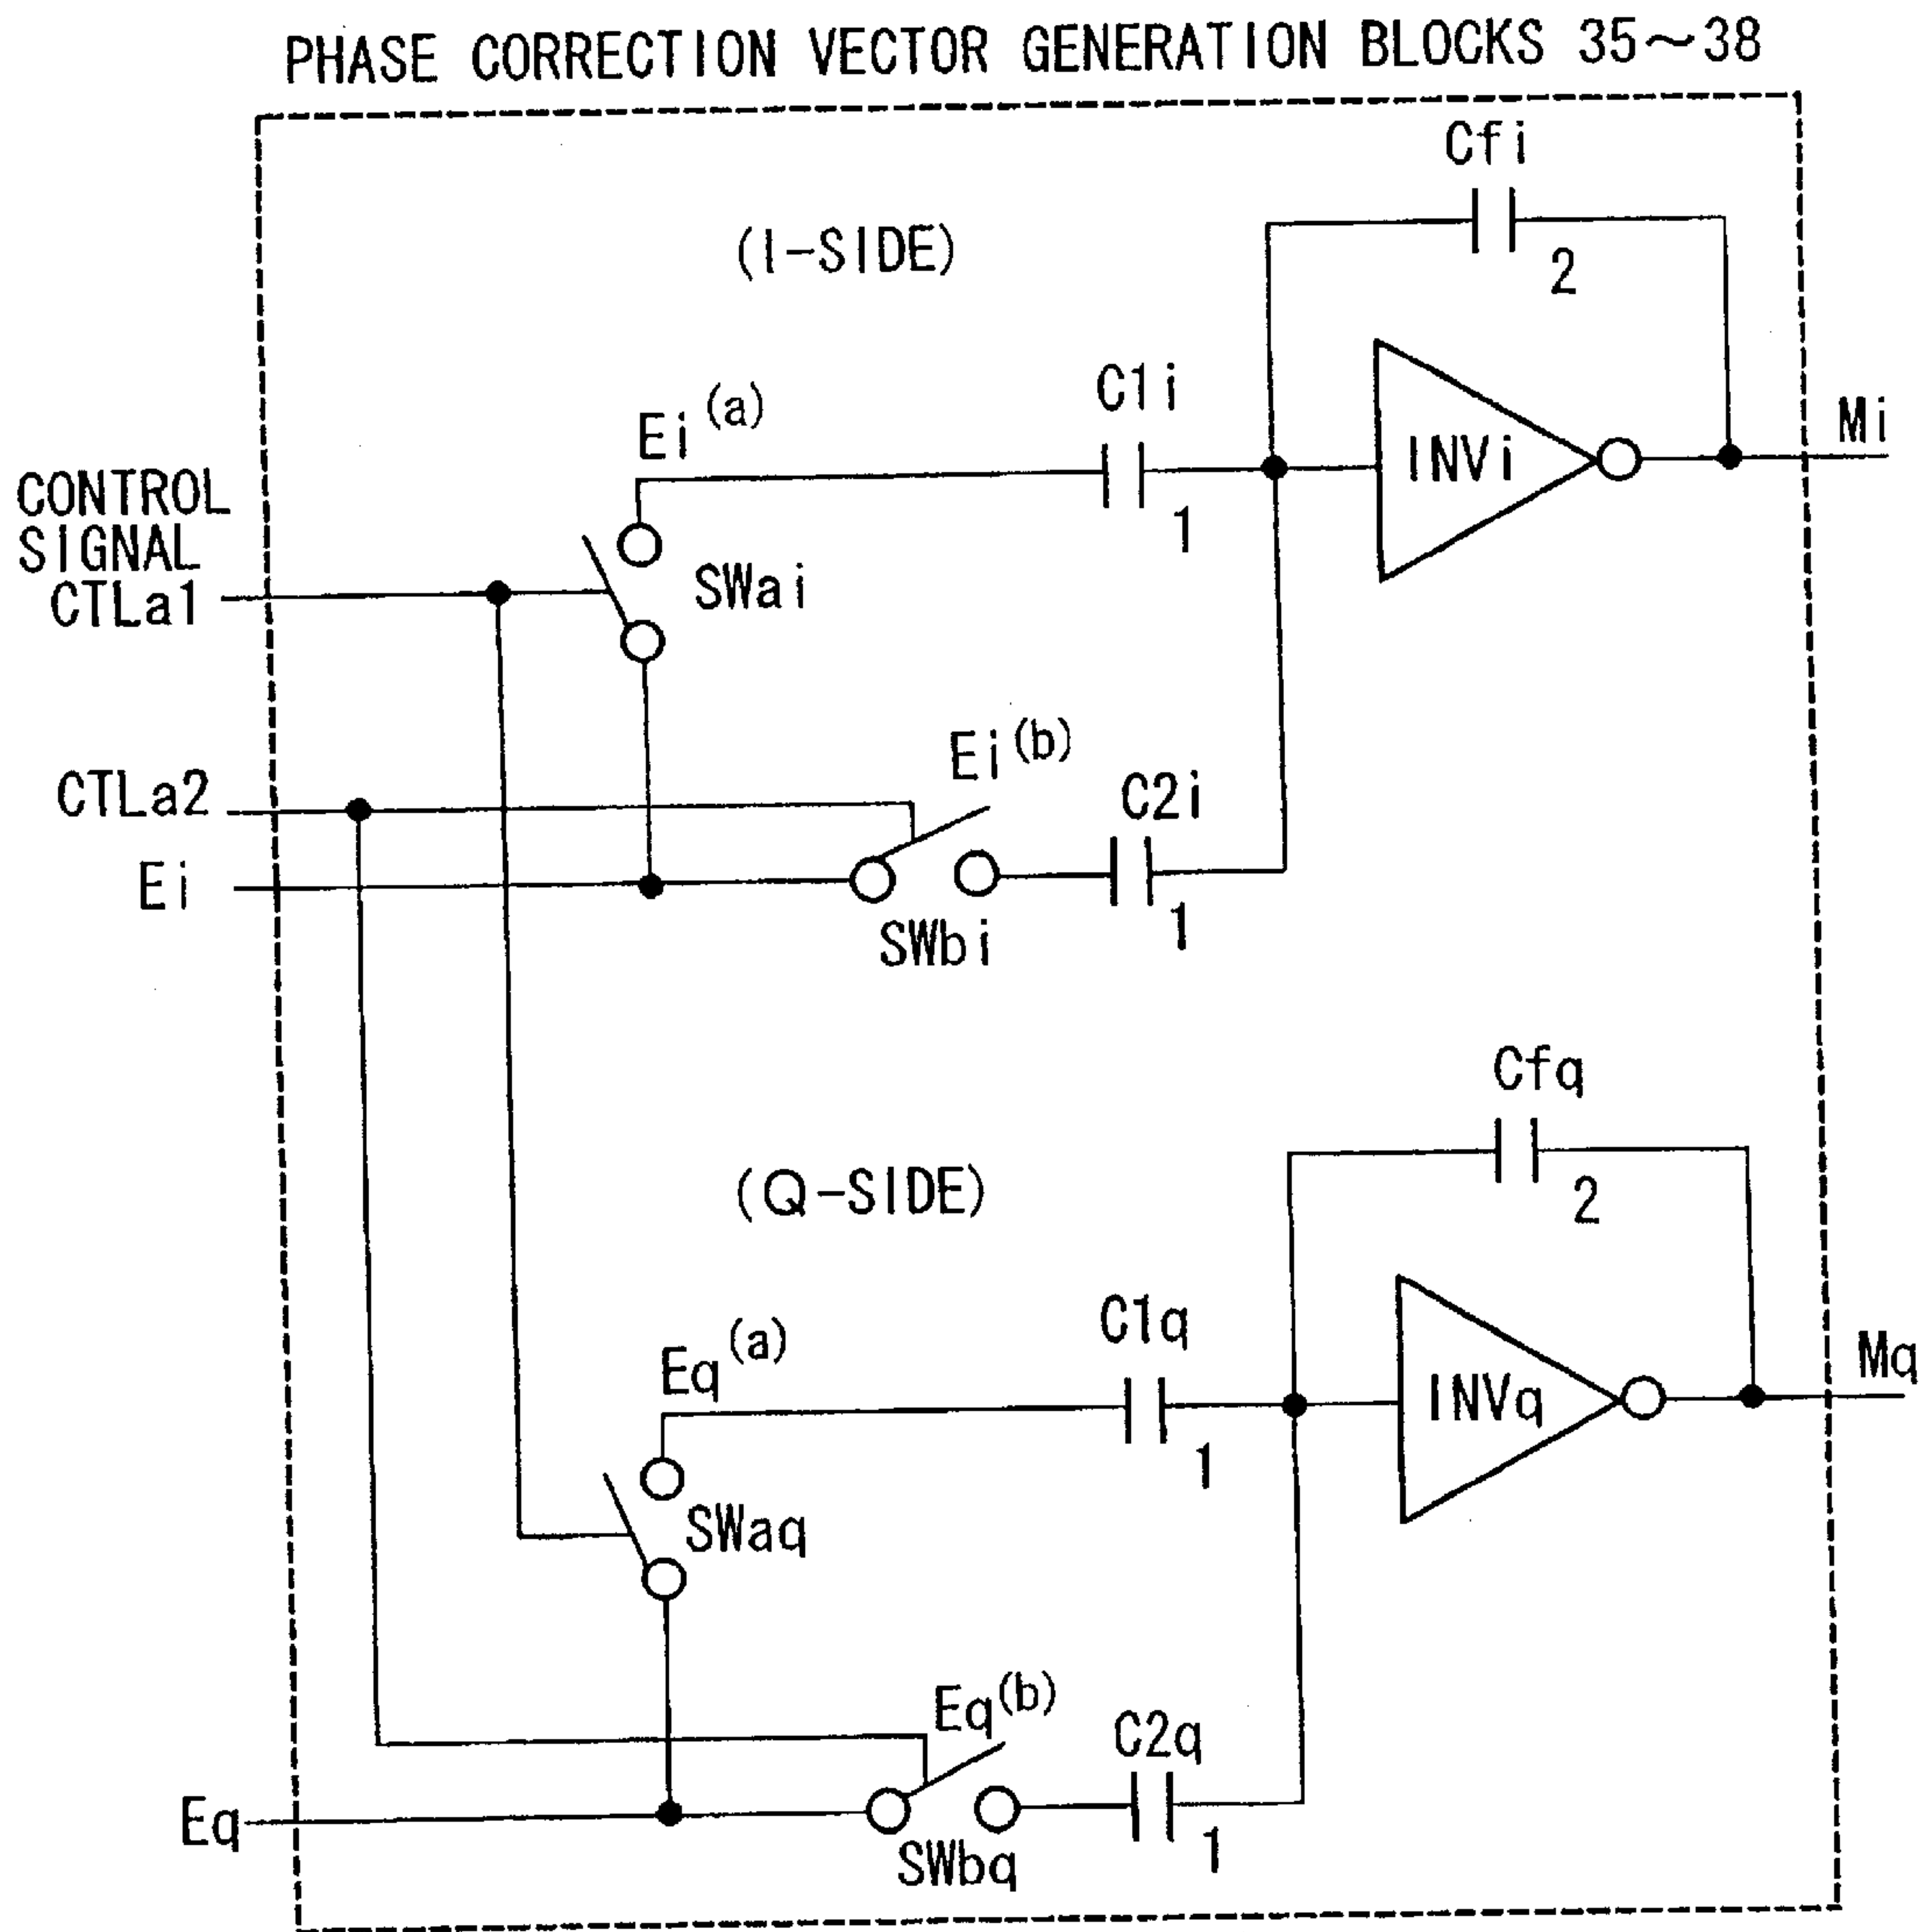 PHASE CORRECTION VECTOR GENERATION BLOCKS 35~38
Cfi
2
(I-SIDE)
C1i
1
Ei(a)
INVi
Mi
CONTROL
SIGNAL
CTLa1
SWai
Ei(b)
CTLa2
C2i
1
Ei
SWbi
Cfq
2
(Q-SIDE)
C1q
1
Eq(a)
INVq
Mq
SWaq
Eq(b)
C2q
1
Eq
SWbq